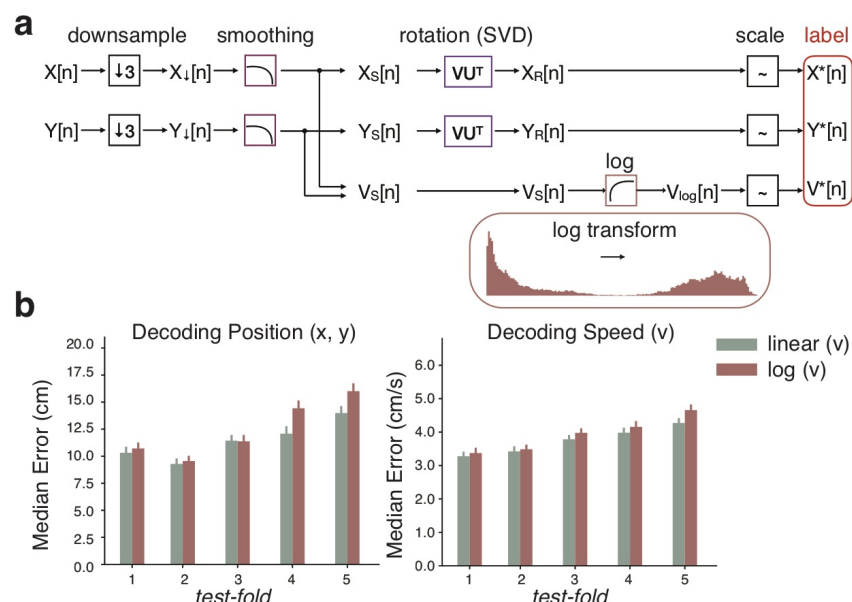 a
downsample smoothing rotation (SVD) scale label
X[n] ↓3 X↓[n] XS[n] VUᵀ XR[n] ~ X*[n]
Y[n] ↓3 Y↓[n] YS[n] VUᵀ YR[n] ~ Y*[n]
log
VS[n] VS[n] Vlog[n] ~ V*[n]
log transform
b
Decoding Position (x, y)
Median Error (cm)
20.0
17.5
15.0
12.5
10.0
7.5
5.0
2.5
0.0
1 2 3 4 5
test-fold
Decoding Speed (v)
Median Error (cm/s)
6.0
5.0
4.0
3.0
2.0
1.0
0.0
1 2 3 4 5
test-fold
linear (v)
log (v)